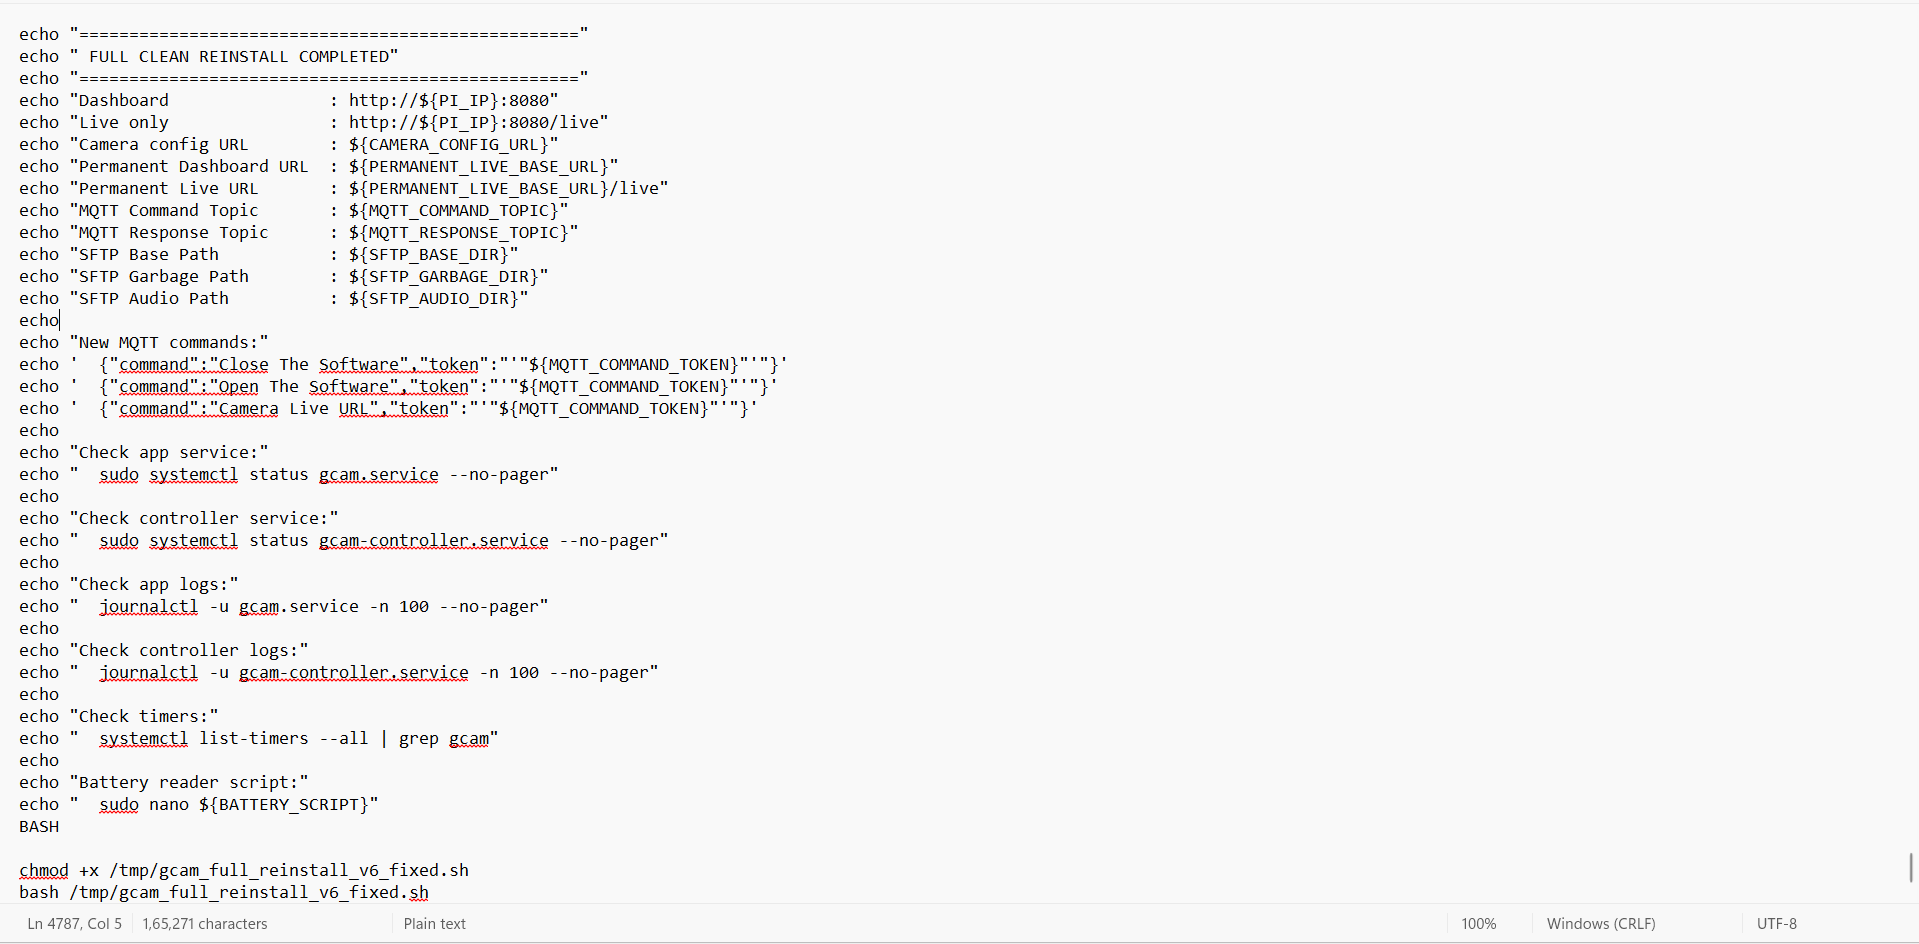 echo "=================================================="
echo " FULL CLEAN REINSTALL COMPLETED"
echo "=================================================="
echo "Dashboard                : http://${PI_IP}:8080"
echo "Live only                : http://${PI_IP}:8080/live"
echo "Camera config URL        : ${CAMERA_CONFIG_URL}"
echo "Permanent Dashboard URL  : ${PERMANENT_LIVE_BASE_URL}"
echo "Permanent Live URL       : ${PERMANENT_LIVE_BASE_URL}/live"
echo "MQTT Command Topic       : ${MQTT_COMMAND_TOPIC}"
echo "MQTT Response Topic      : ${MQTT_RESPONSE_TOPIC}"
echo "SFTP Base Path           : ${SFTP_BASE_DIR}"
echo "SFTP Garbage Path        : ${SFTP_GARBAGE_DIR}"
echo "SFTP Audio Path          : ${SFTP_AUDIO_DIR}"
echo
echo "New MQTT commands:"
echo '  {"command":"Close The Software","token":"'"${MQTT_COMMAND_TOKEN}"'"}'
echo '  {"command":"Open The Software","token":"'"${MQTT_COMMAND_TOKEN}"'"}'
echo '  {"command":"Camera Live URL","token":"'"${MQTT_COMMAND_TOKEN}"'"}'
echo
echo "Check app service:"
echo "  sudo systemctl status gcam.service --no-pager"
echo
echo "Check controller service:"
echo "  sudo systemctl status gcam-controller.service --no-pager"
echo
echo "Check app logs:"
echo "  journalctl -u gcam.service -n 100 --no-pager"
echo
echo "Check controller logs:"
echo "  journalctl -u gcam-controller.service -n 100 --no-pager"
echo
echo "Check timers:"
echo "  systemctl list-timers --all | grep gcam"
echo
echo "Battery reader script:"
echo "  sudo nano ${BATTERY_SCRIPT}"
BASH

chmod +x /tmp/gcam_full_reinstall_v6_fixed.sh
bash /tmp/gcam_full_reinstall_v6_fixed.sh
Ln 4787, Col 5 1,65,271 characters Plain text 100% Windows (CRLF) UTF-8